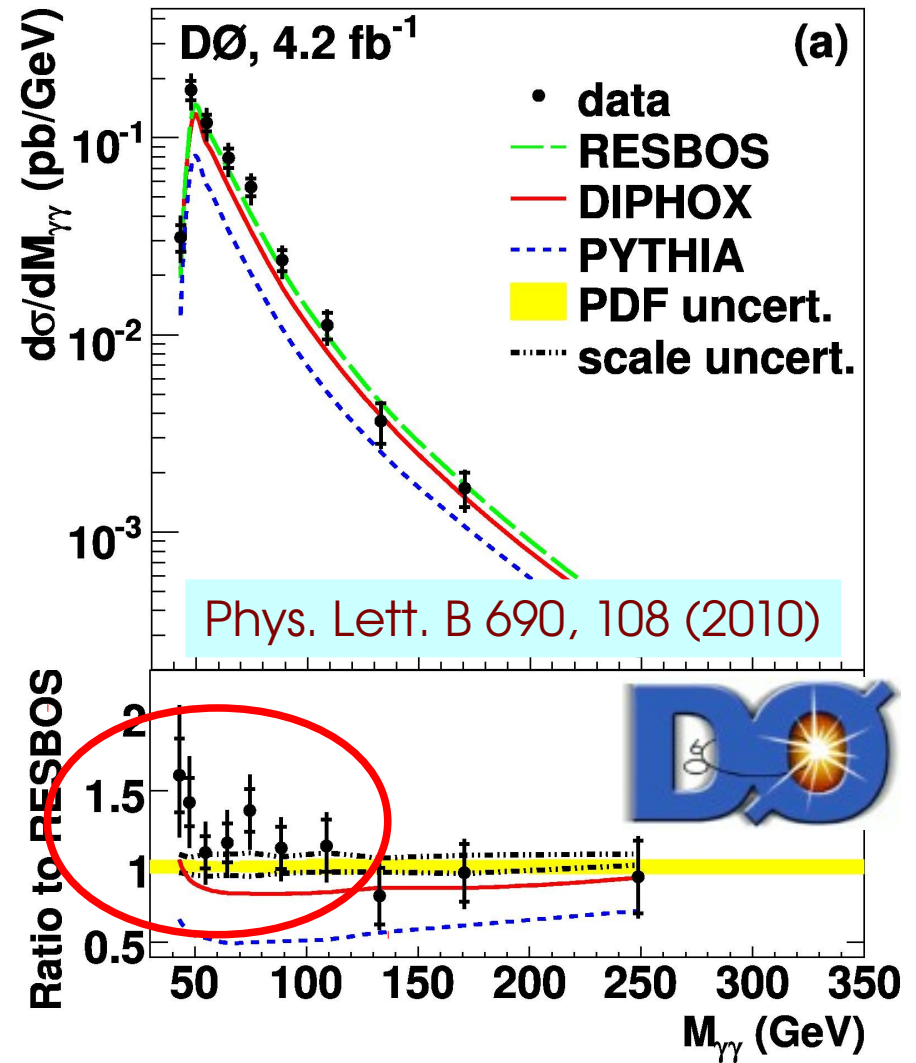 DØ, 4.2 fb⁻¹ (a)
data
RESBOS
DIPHOX
PYTHIA
PDF uncert.
scale uncert.
dσ/dMγγ (pb/GeV)
10⁻¹
10⁻²
10⁻³
Phys. Lett. B 690, 108 (2010)
Ratio to RESBOS
2
1.5
1
0.5
DØ
50 100 150 200 250 300 350
Mγγ (GeV)